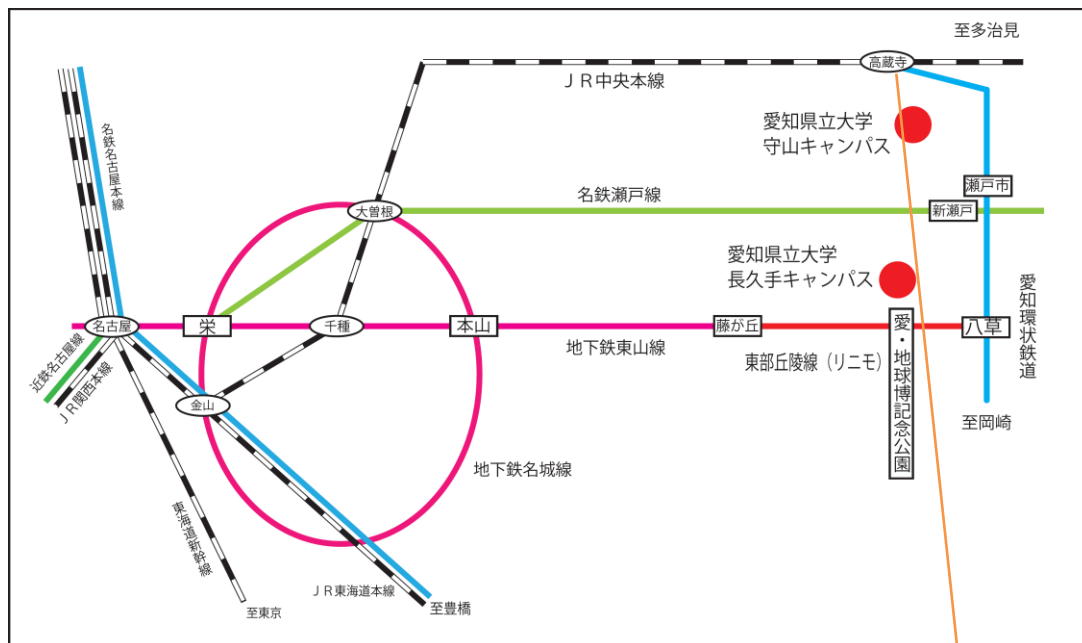 至多治見
高蔵寺
ＪＲ中央本線
愛知県立大学
守山キャンパス
名鉄名古屋本線
瀬戸市
名鉄瀬戸線
大曽根
新瀬戸
愛知県立大学
長久手キャンパス
愛知環状鉄道
名古屋
栄
千種
本山
藤が丘
八草
地下鉄東山線
東部丘陵線（リニモ）
愛・地球博記念公園
近鉄名古屋線
ＪＲ関西本線
金山
至岡崎
地下鉄名城線
東海道新幹線
ＪＲ東海道本線
至東京
至豊橋